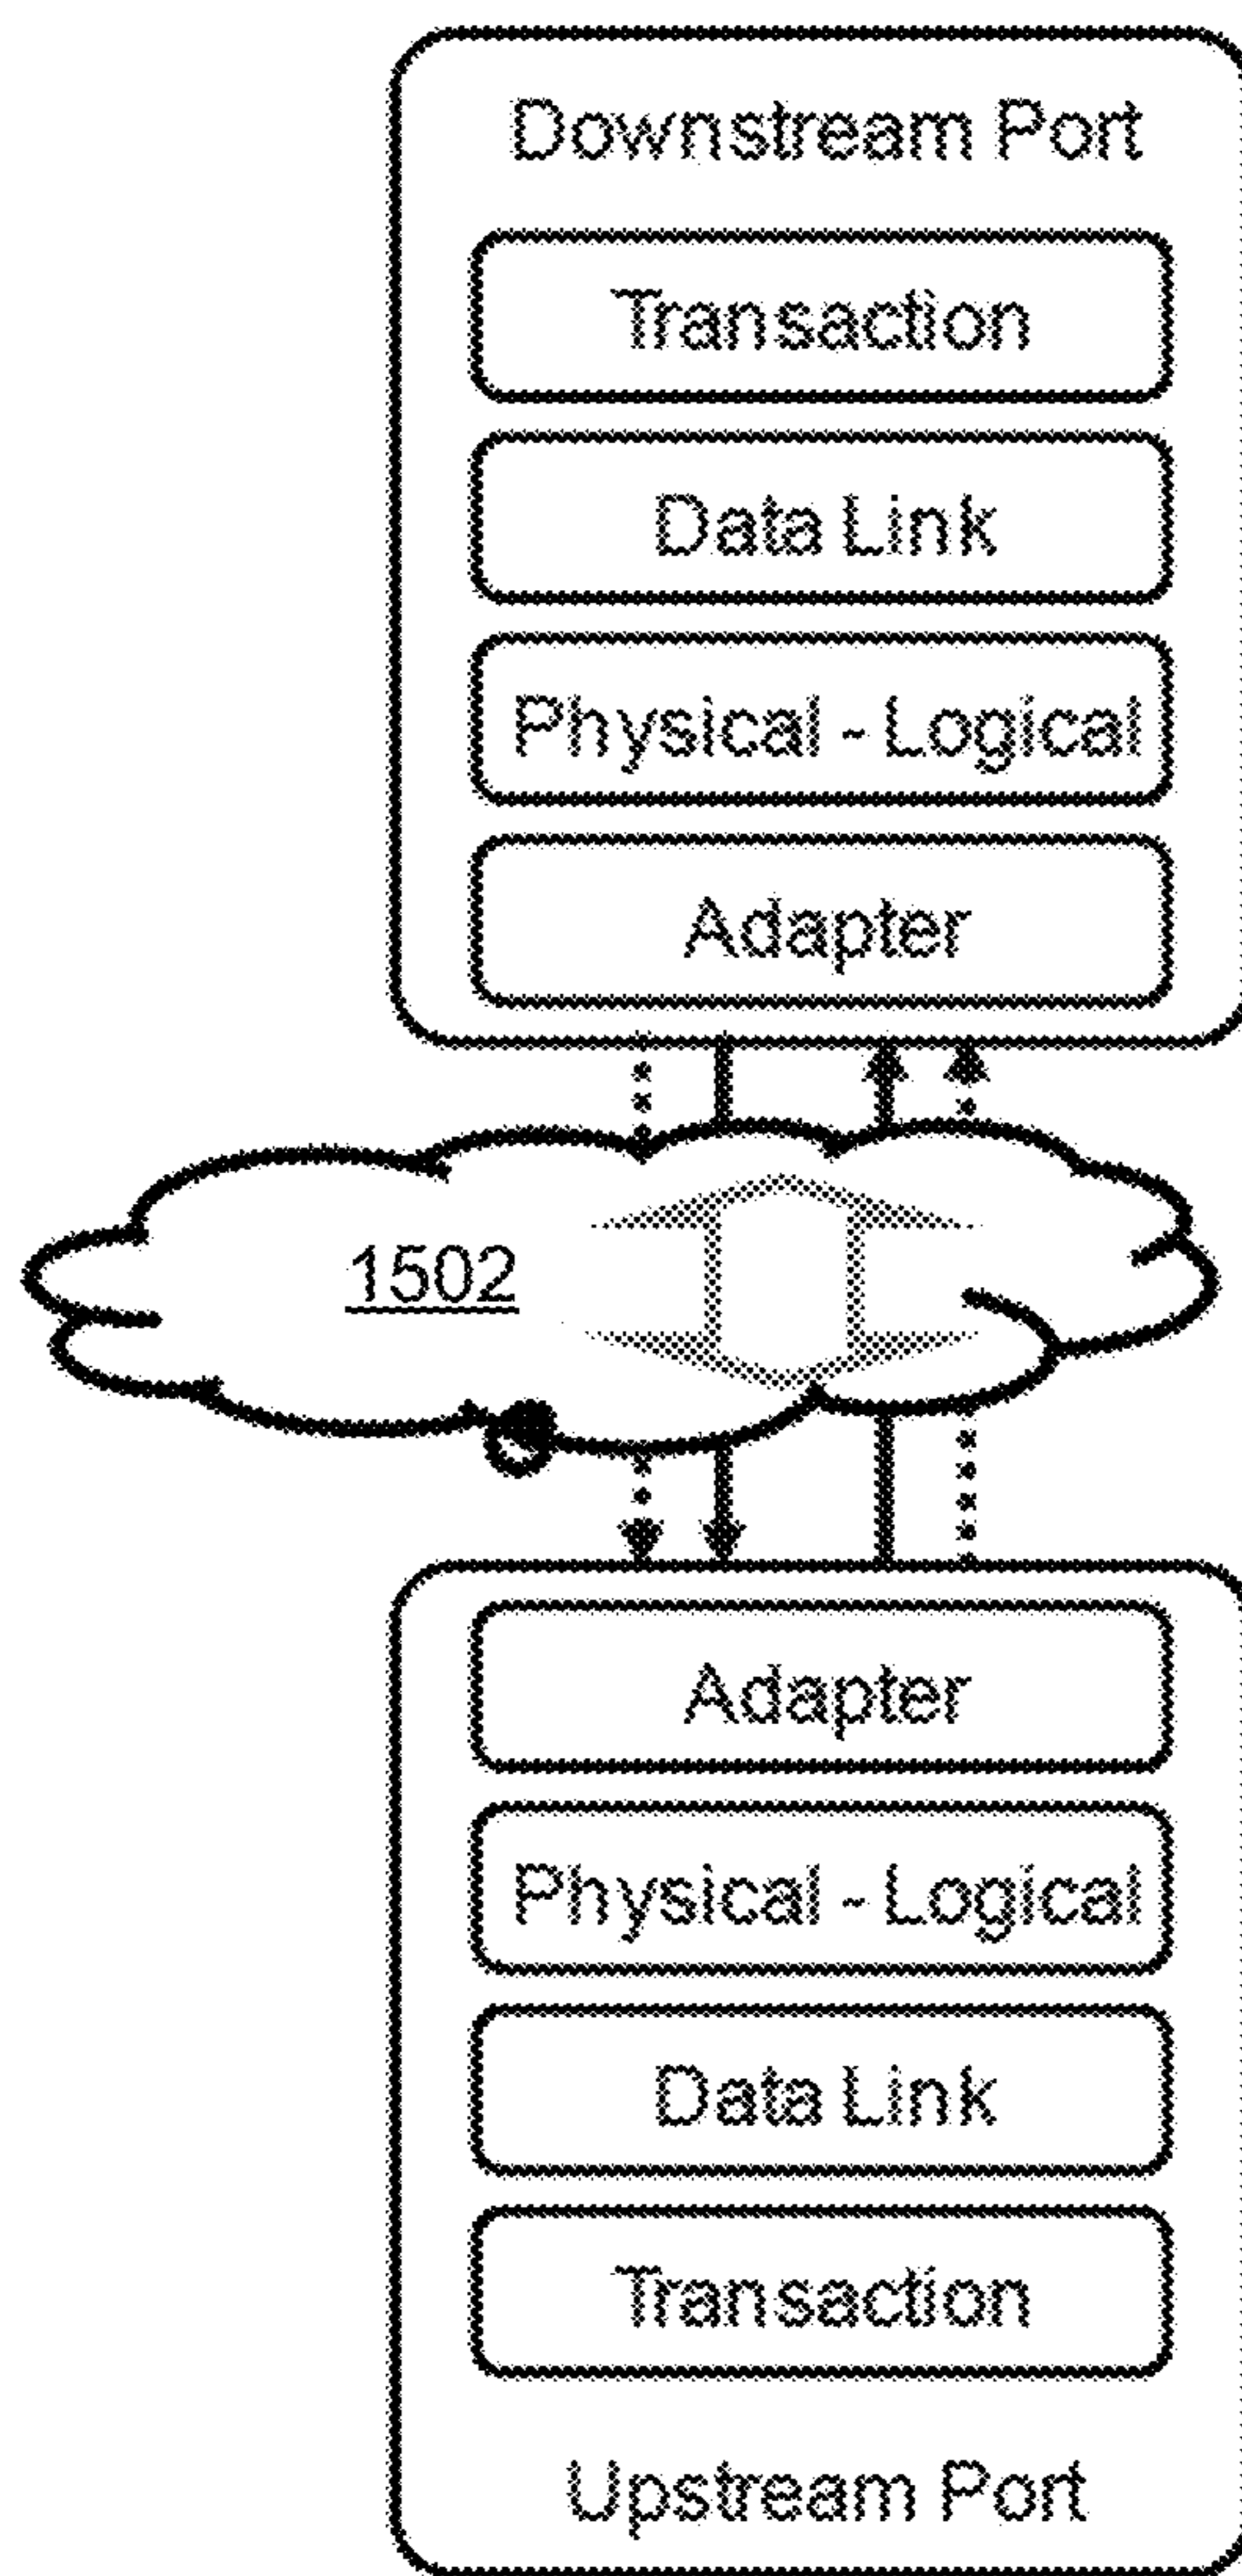 Downstream Port
Transaction
Data Link
Physical - Logical
Adapter
1502
Adapter
Physical - Logical
Data Link
Transaction
Upstream Port